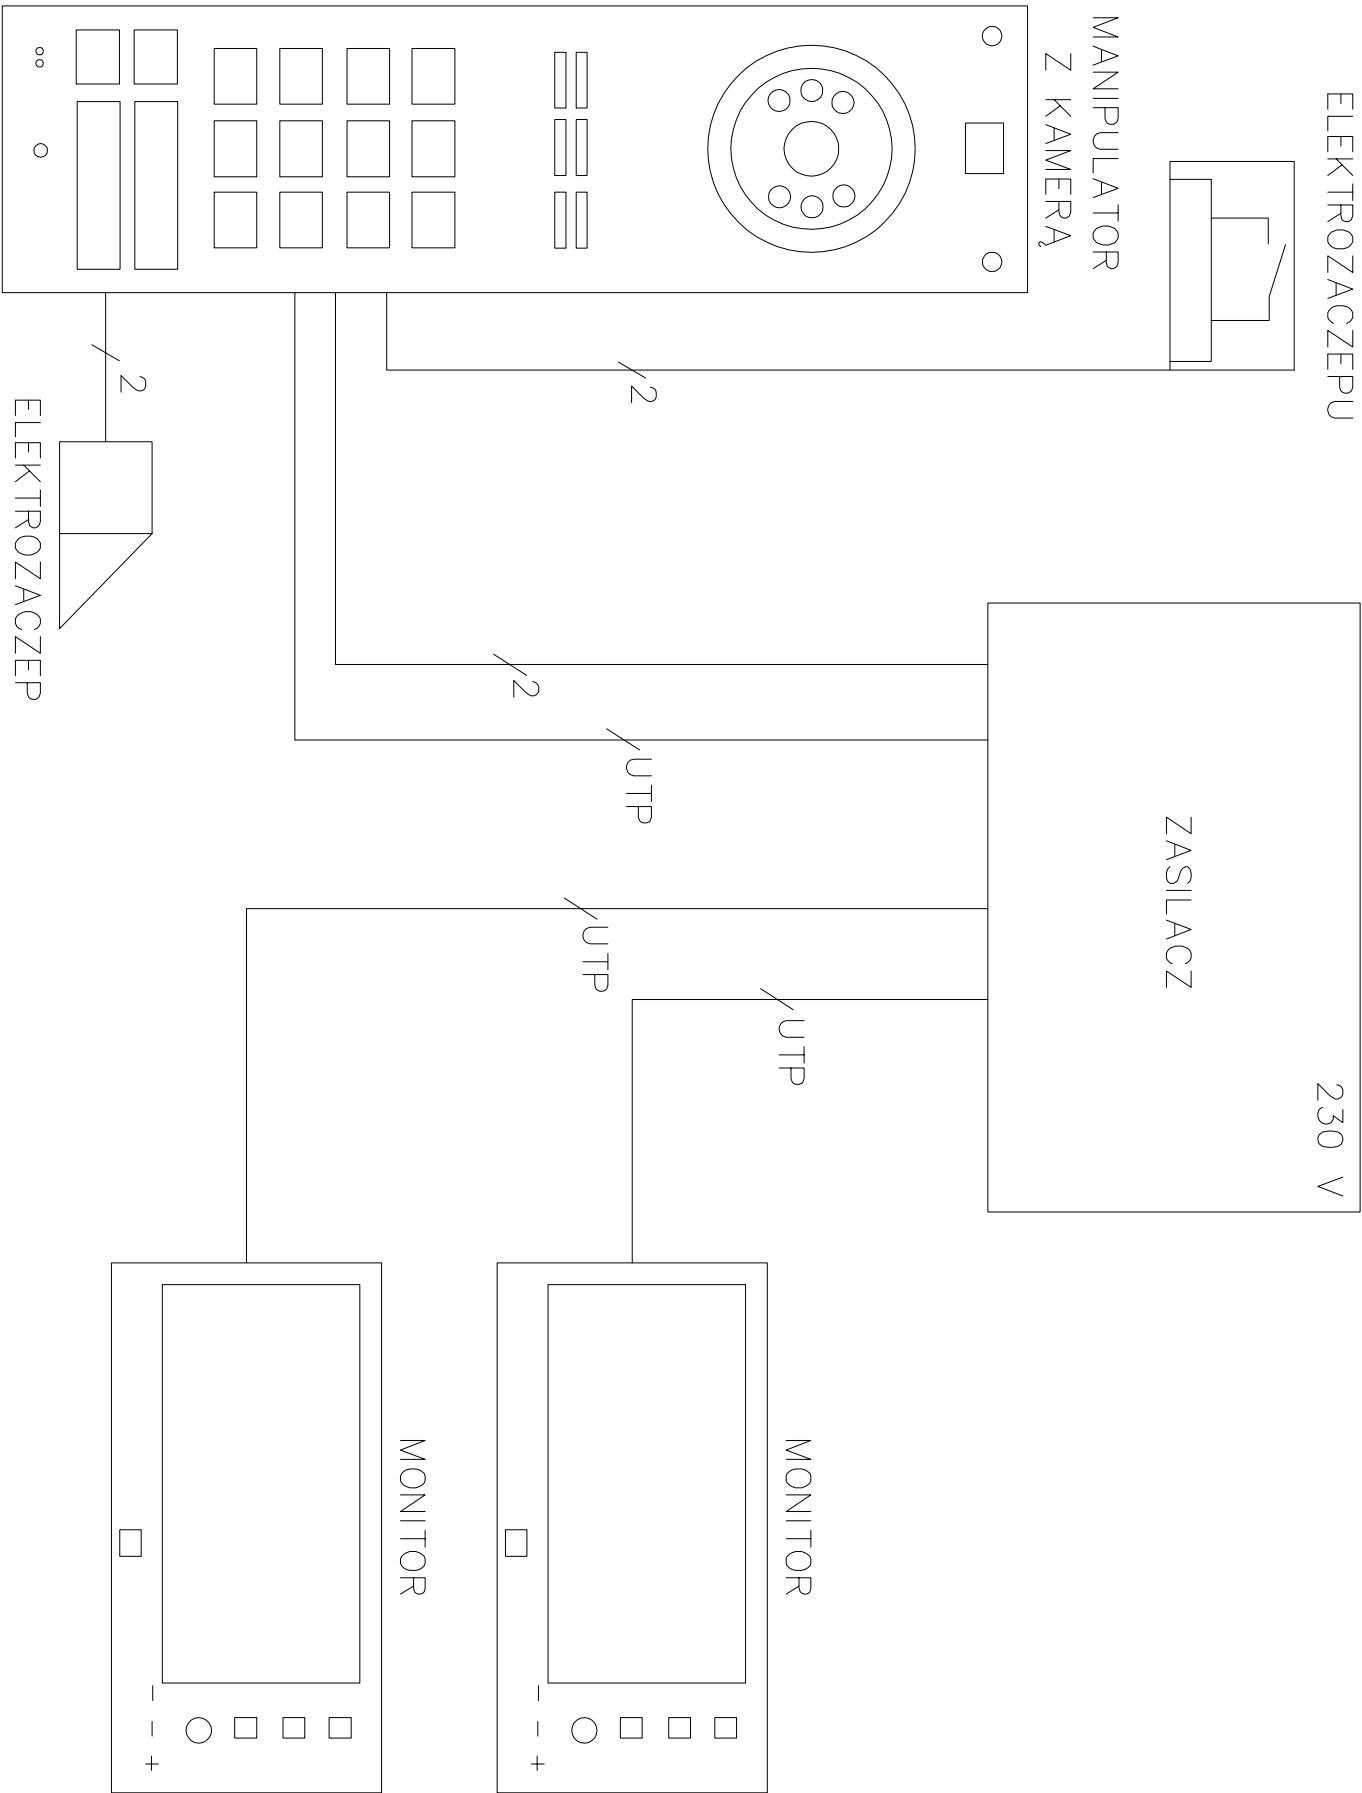 ELEKTROZACZEPU
MANIPULATOR
Z KAMERĄ
230 V
ZASILACZ
2
2
UTP
UTP
UTP
2
ELEKTROZACZEP
MONITOR
- - +
MONITOR
- - +